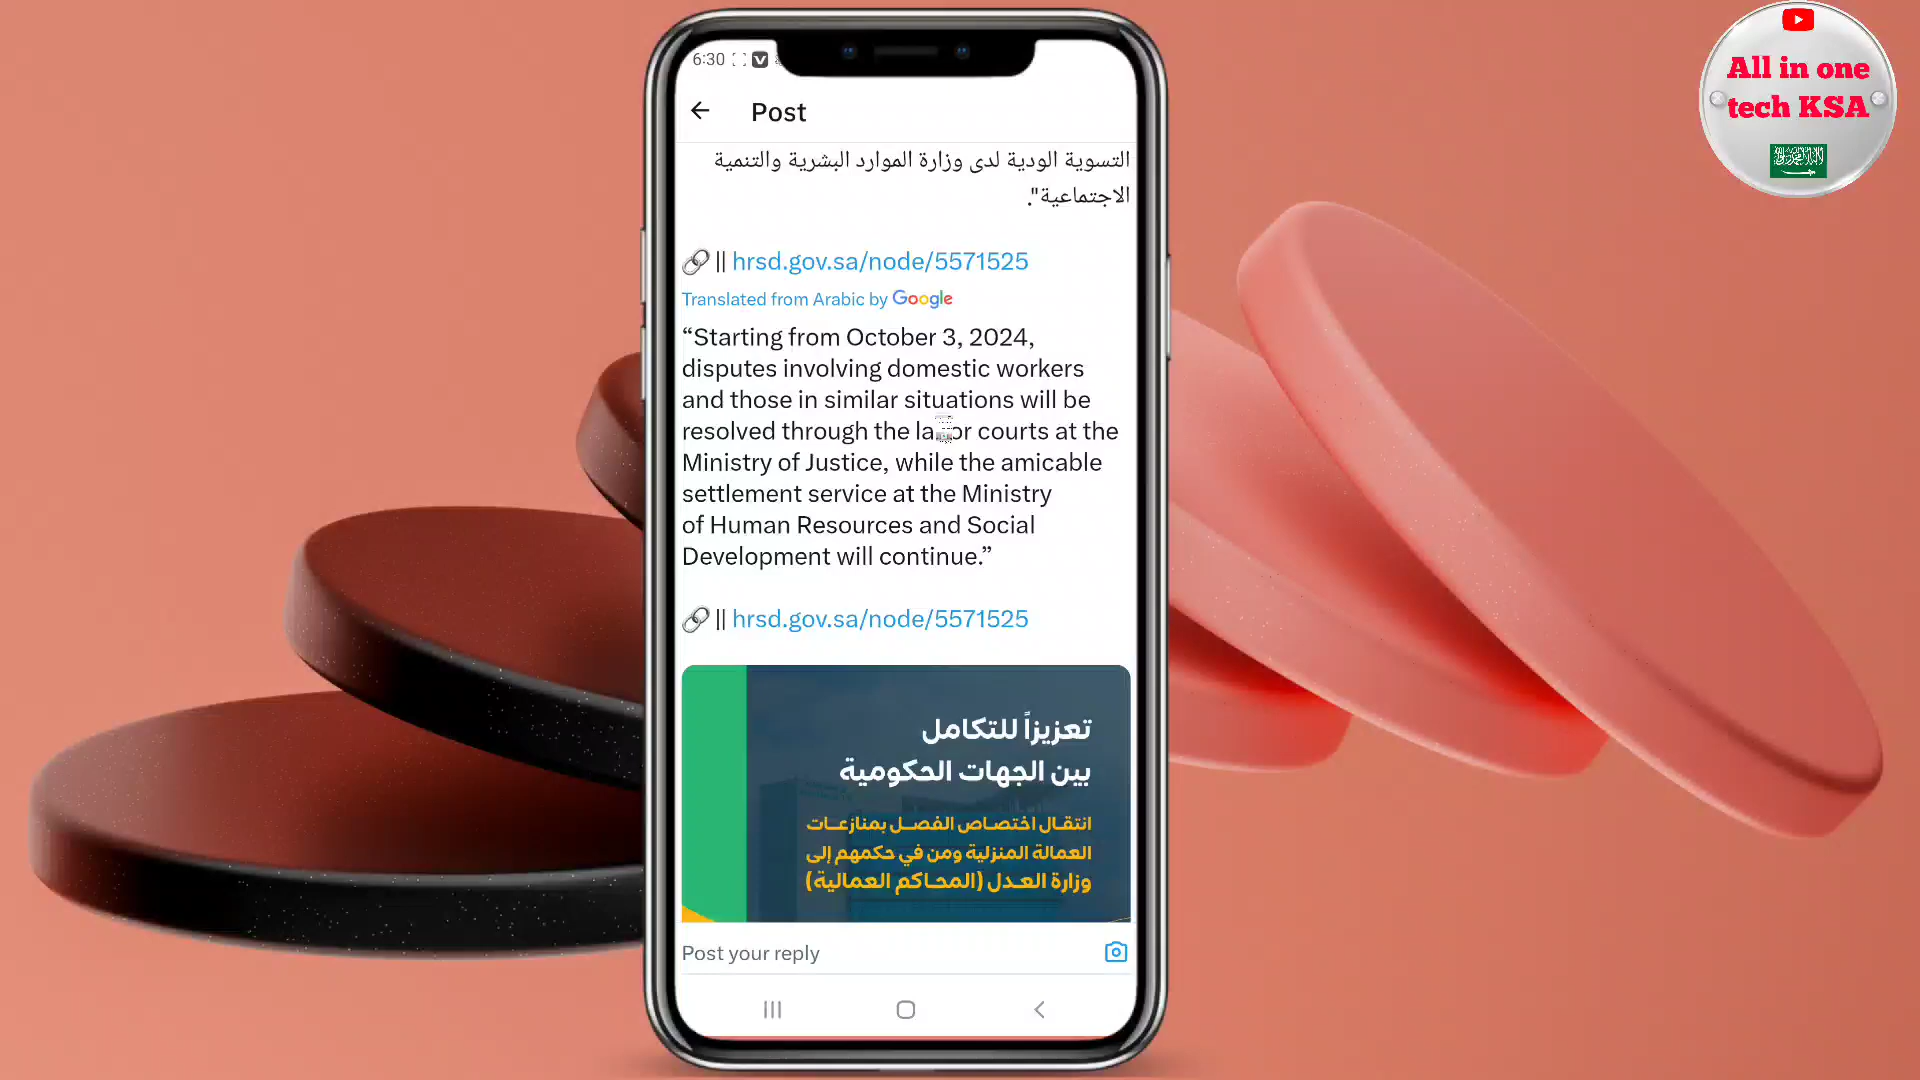 6:30
Post
التسوية الودية لدى وزارة الموارد البشرية والتنمية
الاجتماعية".
|| hrsd.gov.sa/node/5571525
Translated from Arabic by Google
“Starting from October 3, 2024,
disputes involving domestic workers
and those in similar situations will be
resolved through the labor courts at the
Ministry of Justice, while the amicable
settlement service at the Ministry
of Human Resources and Social
Development will continue.”
|| hrsd.gov.sa/node/5571525
تعزيزاً للتكامل
بين الجهات الحكومية
انتقال اختصاص الفصل بمنازعات
العمالة المنزلية ومن في حكمهم إلى
وزارة العدل (المحاكم العمالية)
Post your reply
All in one
tech KSA